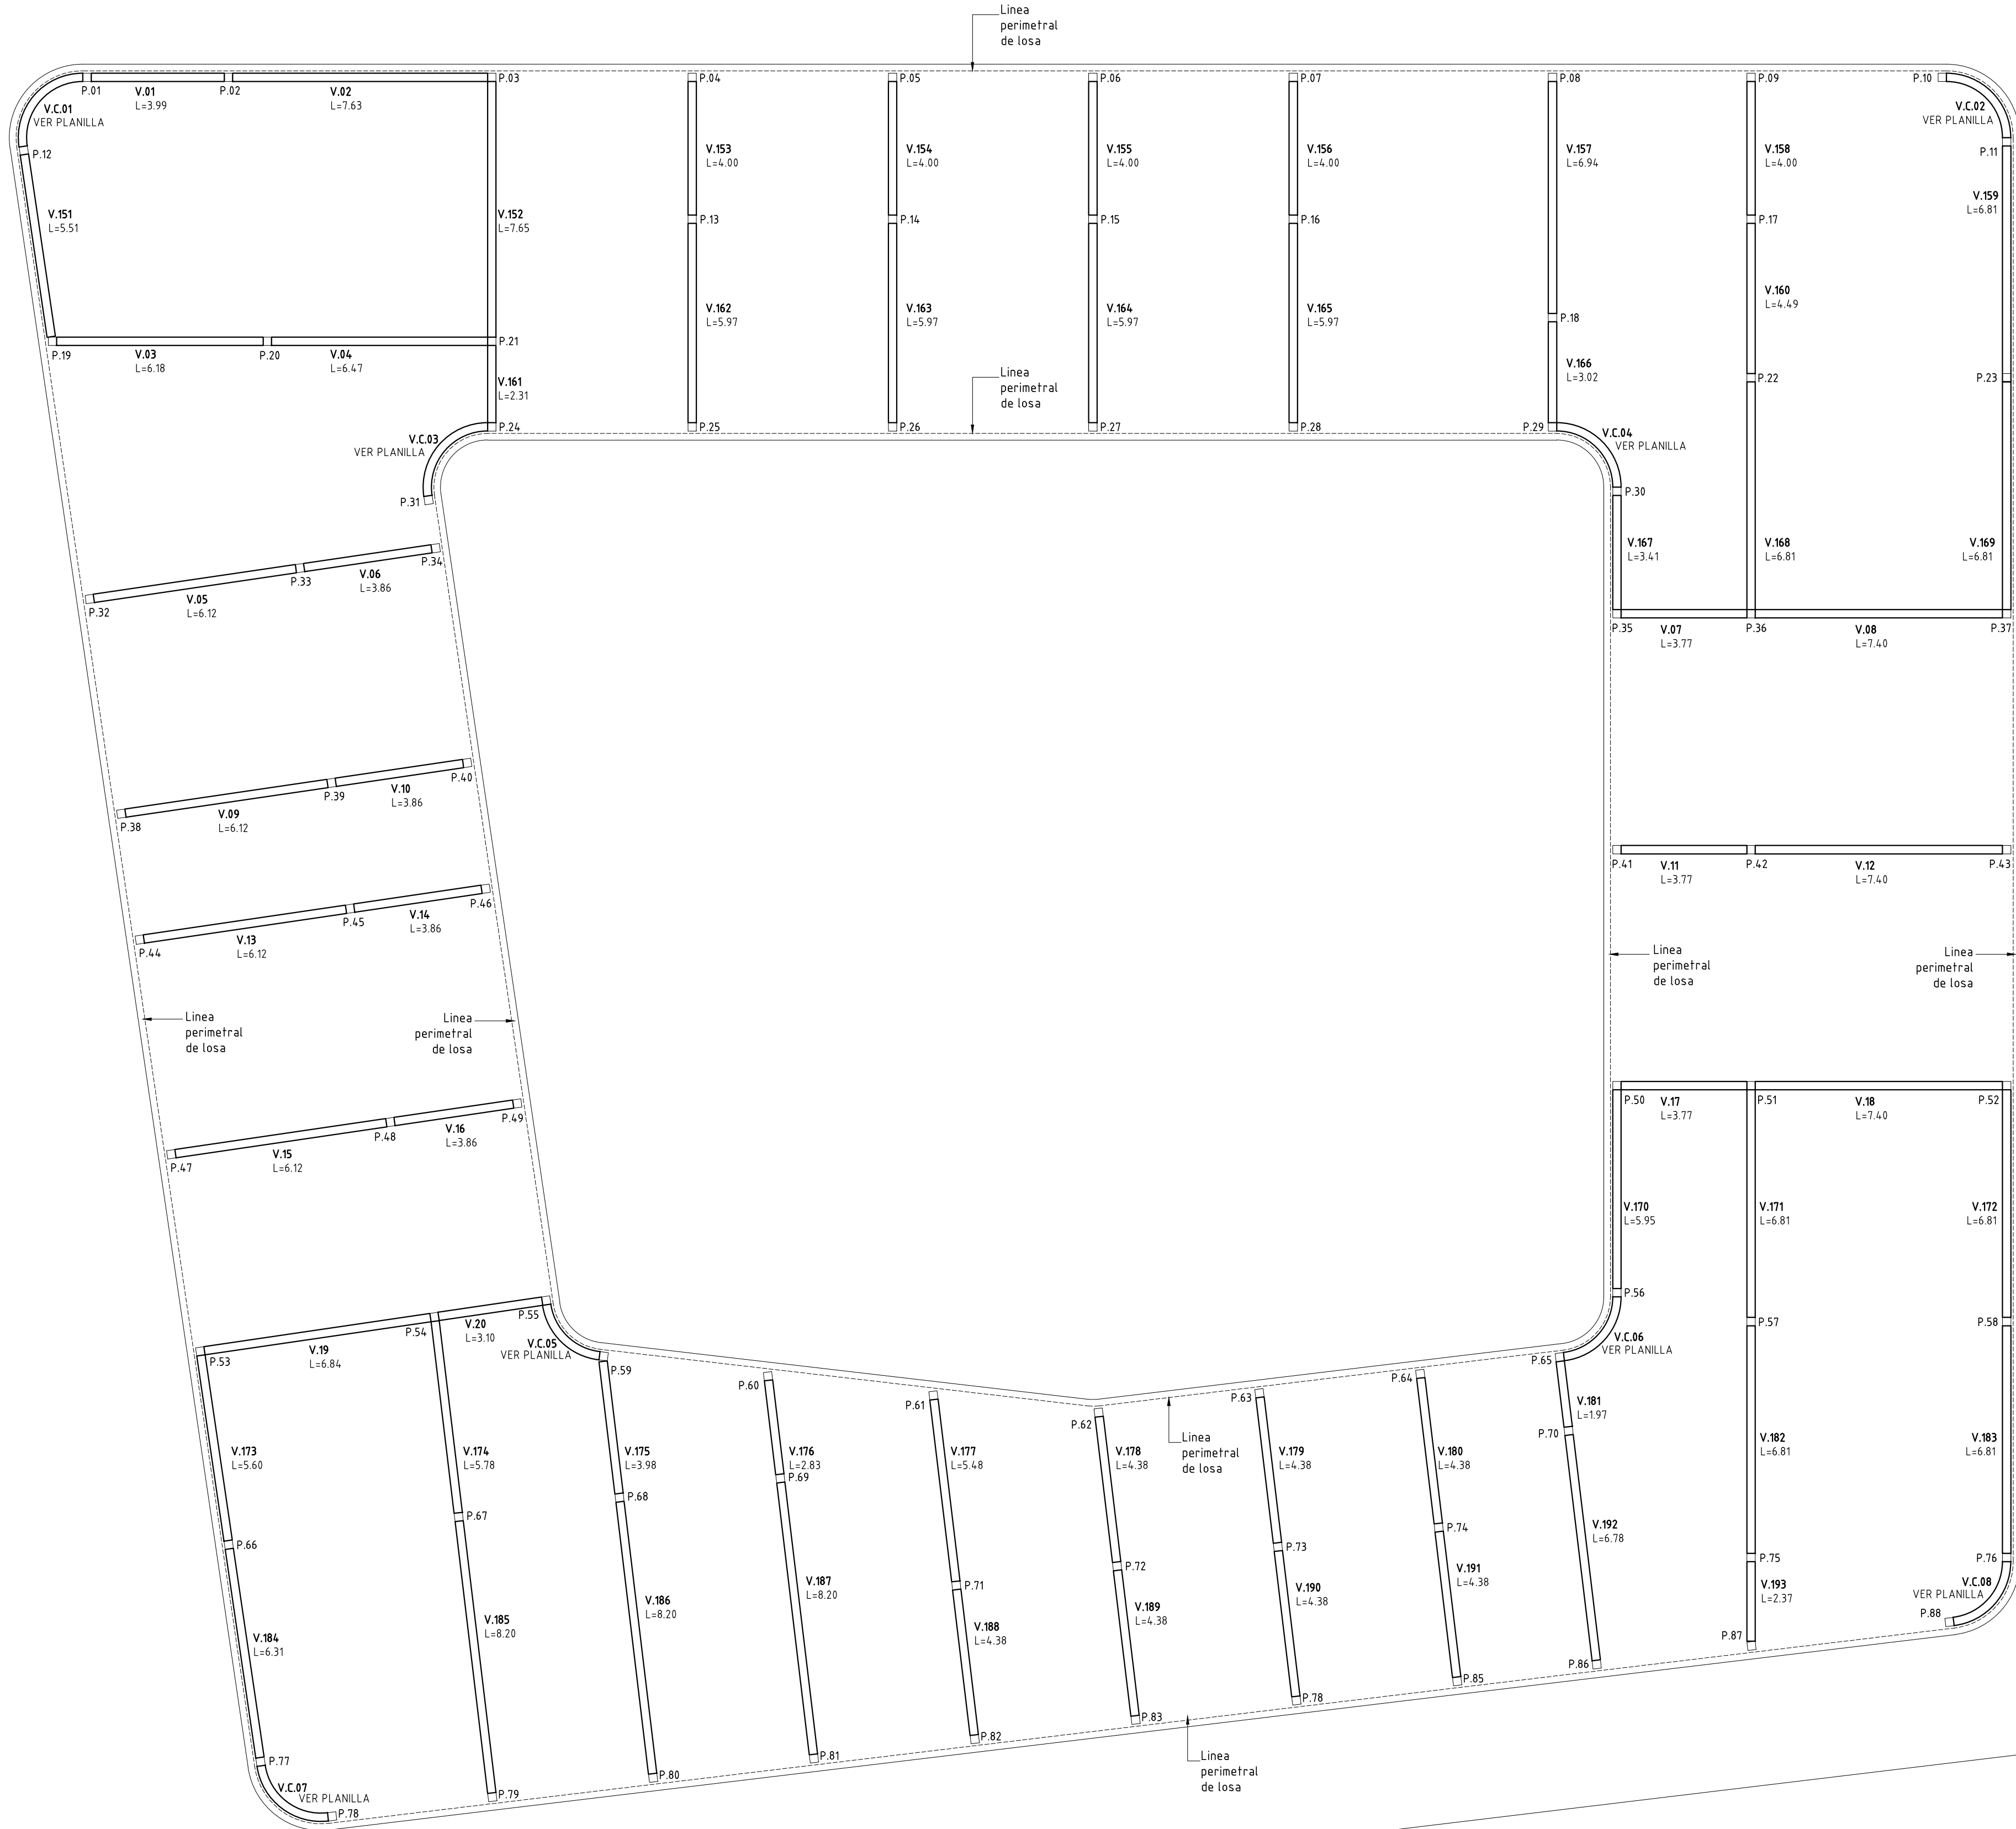 Linea
perimetral
de losa
P.01
V.01
L=3.99
P.02
V.02
L=7.63
P.03
P.04
P.05
P.06
P.07
P.08
P.09
P.10
V.C.01
VER PLANILLA
V.C.02
VER PLANILLA
P.12
P.11
V.153
L=4.00
V.154
L=4.00
V.155
L=4.00
V.156
L=4.00
V.157
L=6.94
V.158
L=4.00
V.159
L=6.81
V.151
L=5.51
V.152
L=7.65
P.13
P.14
P.15
P.16
P.17
V.160
L=4.49
V.162
L=5.97
V.163
L=5.97
V.164
L=5.97
V.165
L=5.97
P.18
P.19
V.03
L=6.18
P.20
V.04
L=6.47
P.21
V.161
L=2.31
Linea
perimetral
de losa
V.166
L=3.02
P.22
P.23
P.24
P.25
P.26
P.27
P.28
P.29
V.C.03
VER PLANILLA
V.C.04
VER PLANILLA
P.31
P.30
V.167
L=3.41
V.168
L=6.81
V.169
L=6.81
P.32
V.05
L=6.12
P.33
V.06
L=3.86
P.34
P.35
V.07
L=3.77
P.36
V.08
L=7.40
P.37
P.38
V.09
L=6.12
P.39
V.10
L=3.86
P.40
P.41
V.11
L=3.77
P.42
V.12
L=7.40
P.43
P.44
V.13
L=6.12
P.45
V.14
L=3.86
P.46
Linea
perimetral
de losa
Linea
perimetral
de losa
Linea
perimetral
de losa
Linea
perimetral
de losa
P.47
V.15
L=6.12
P.48
V.16
L=3.86
P.49
P.50
V.17
L=3.77
P.51
V.18
L=7.40
P.52
V.170
L=5.95
V.171
L=6.81
V.172
L=6.81
P.53
V.19
L=6.84
P.54
V.20
L=3.10
P.55
V.C.05
VER PLANILLA
P.56
V.C.06
VER PLANILLA
P.57
P.58
P.59
P.60
P.61
P.62
P.63
P.64
P.65
Linea
perimetral
de losa
V.173
L=5.60
V.174
L=5.78
V.175
L=3.98
V.176
L=2.83
V.177
L=5.48
V.178
L=4.38
V.179
L=4.38
V.180
L=4.38
V.181
L=1.97
V.182
L=6.81
V.183
L=6.81
P.66
P.67
P.68
P.69
P.70
P.71
P.72
P.73
P.74
P.75
P.76
V.184
L=6.31
V.185
L=8.20
V.186
L=8.20
V.187
L=8.20
V.188
L=4.38
V.189
L=4.38
V.190
L=4.38
V.191
L=4.38
V.192
L=6.78
V.193
L=2.37
V.C.08
VER PLANILLA
P.77
V.C.07
VER PLANILLA
P.78
P.79
P.80
P.81
P.82
P.83
P.78
P.85
P.86
P.87
P.88
Linea
perimetral
de losa